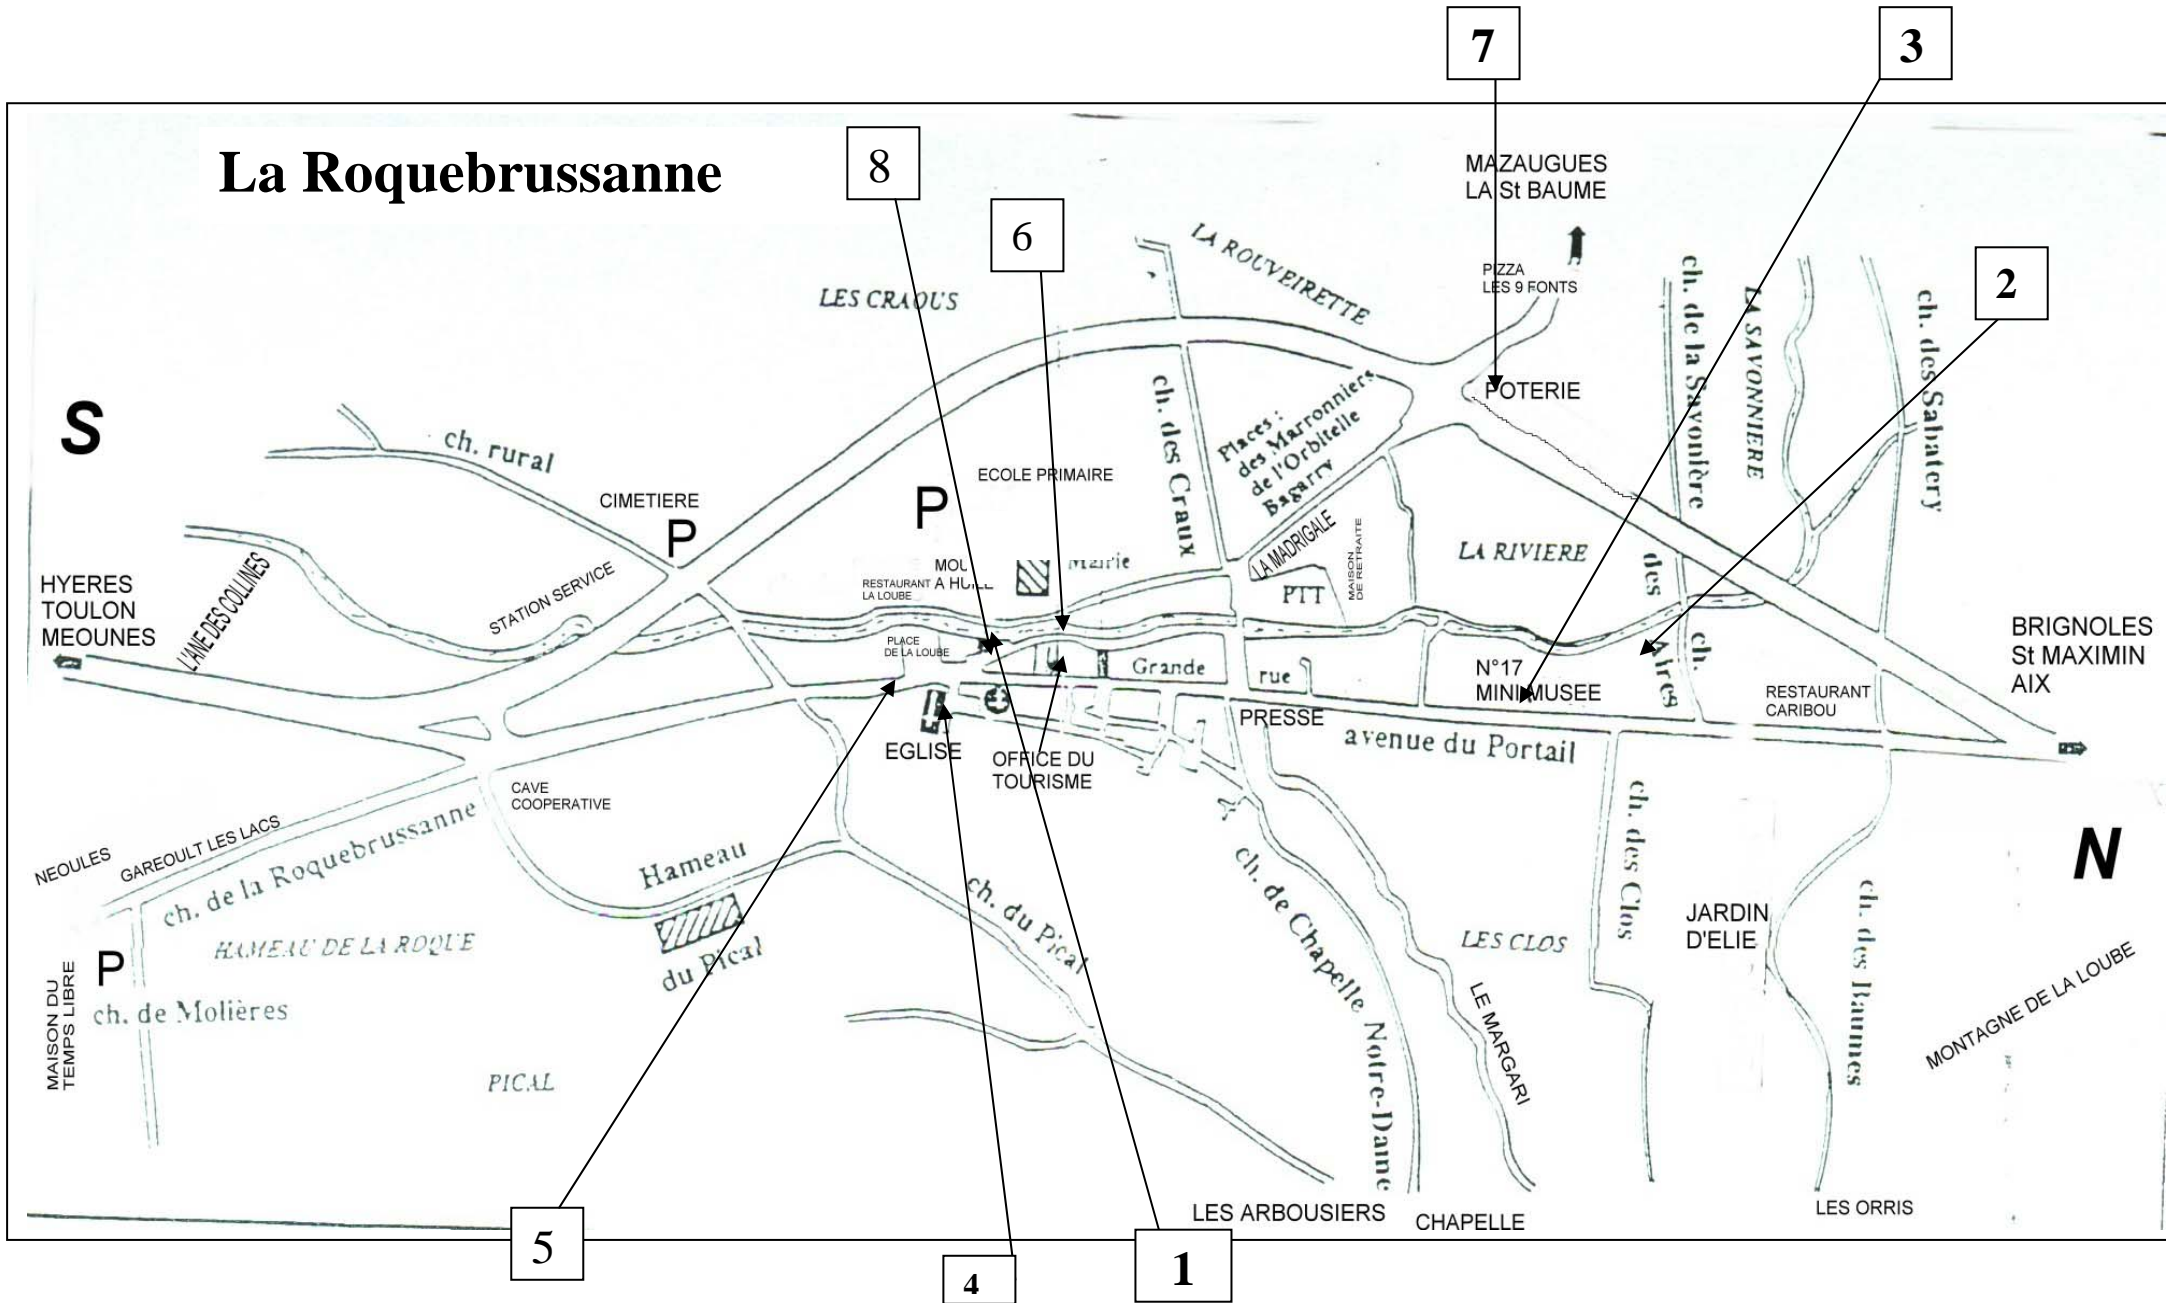 7
3
La Roquebrussanne
8
MAZAUGUES
LA St BAUME
6
LA ROUVEIRETTE
PIZZA
LES 9 FONTS
2
LES CRAOUS
ch. de la Savonière
LA SAVONNIERE
ch. des Sabatery
S
ch. rural
POTERIE
ch. des Craux
Places :
des Marronniers
de l'Orbitelle
Bagarry
ECOLE PRIMAIRE
CIMETIERE
P
P
LA MADRIGALE
MAISON
DE RETRAITE
LA RIVIERE
HYERES
TOULON
MEOUNES
L'ANE DES COLLINES
STATION SERVICE
RESTAURANT
LA LOUBE
A HUILE
Mairie
PTT
ch.
des
Aires
PLACE
DE LA LOUBE
Grande
rue
N°17
MINI MUSEE
RESTAURANT
CARIBOU
BRIGNOLES
St MAXIMIN
AIX
PRESSE
avenue du Portail
EGLISE
OFFICE DU
TOURISME
CAVE
COOPERATIVE
NEOULES
GAREOULT LES LACS
ch. de la Roquebrussanne
Hameau
du Pical
ch. du Pical
ch. de Chapelle Notre-Dame
ch. des Clos
N
HAMEAU DE LA ROQUE
LES CLOS
JARDIN
D'ELIE
ch. des Baumes
MONTAGNE DE LA LOUBE
P
MAISON DU
TEMPS LIBRE
ch. de Molières
LE MARGARI
PICAL
LES ARBOUSIERS
CHAPELLE
LES ORRIS
5
4
1